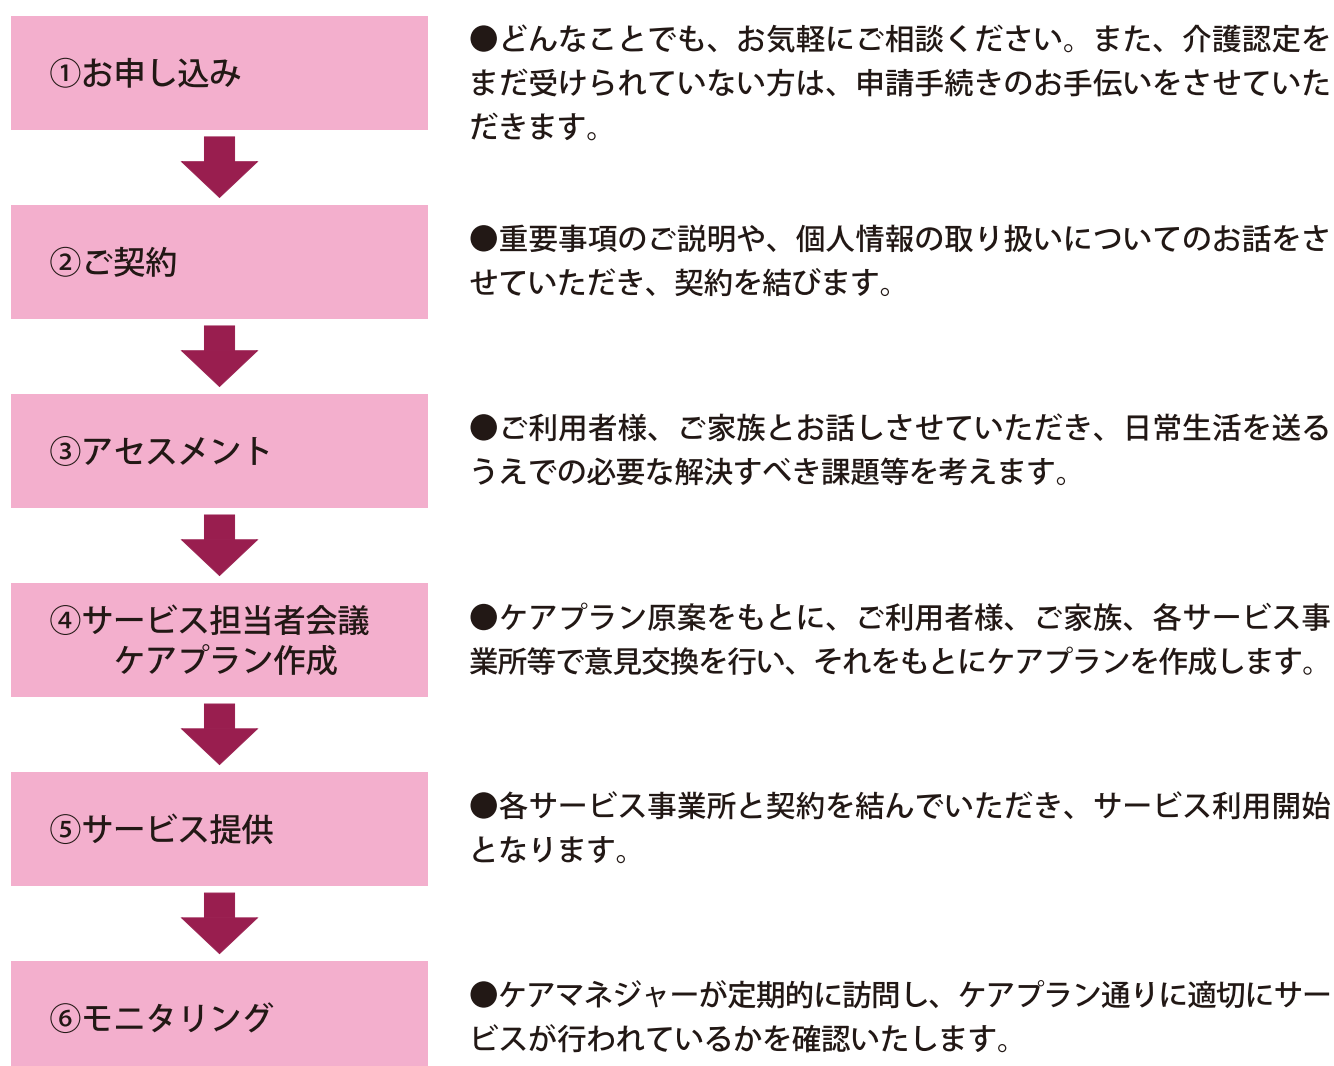 ①お申し込み
●どんなことでも、お気軽にご相談ください。また、介護認定を
まだ受けられていない方は、申請手続きのお手伝いをさせていた
だきます。
②ご契約
●重要事項のご説明や、個人情報の取り扱いについてのお話をさ
せていただき、契約を結びます。
③アセスメント
●ご利用者様、ご家族とお話しさせていただき、日常生活を送る
うえでの必要な解決すべき課題等を考えます。
④サービス担当者会議
ケアプラン作成
●ケアプラン原案をもとに、ご利用者様、ご家族、各サービス事
業所等で意見交換を行い、それをもとにケアプランを作成します。
⑤サービス提供
●各サービス事業所と契約を結んでいただき、サービス利用開始
となります。
⑥モニタリング
●ケアマネジャーが定期的に訪問し、ケアプラン通りに適切にサー
ビスが行われているかを確認いたします。